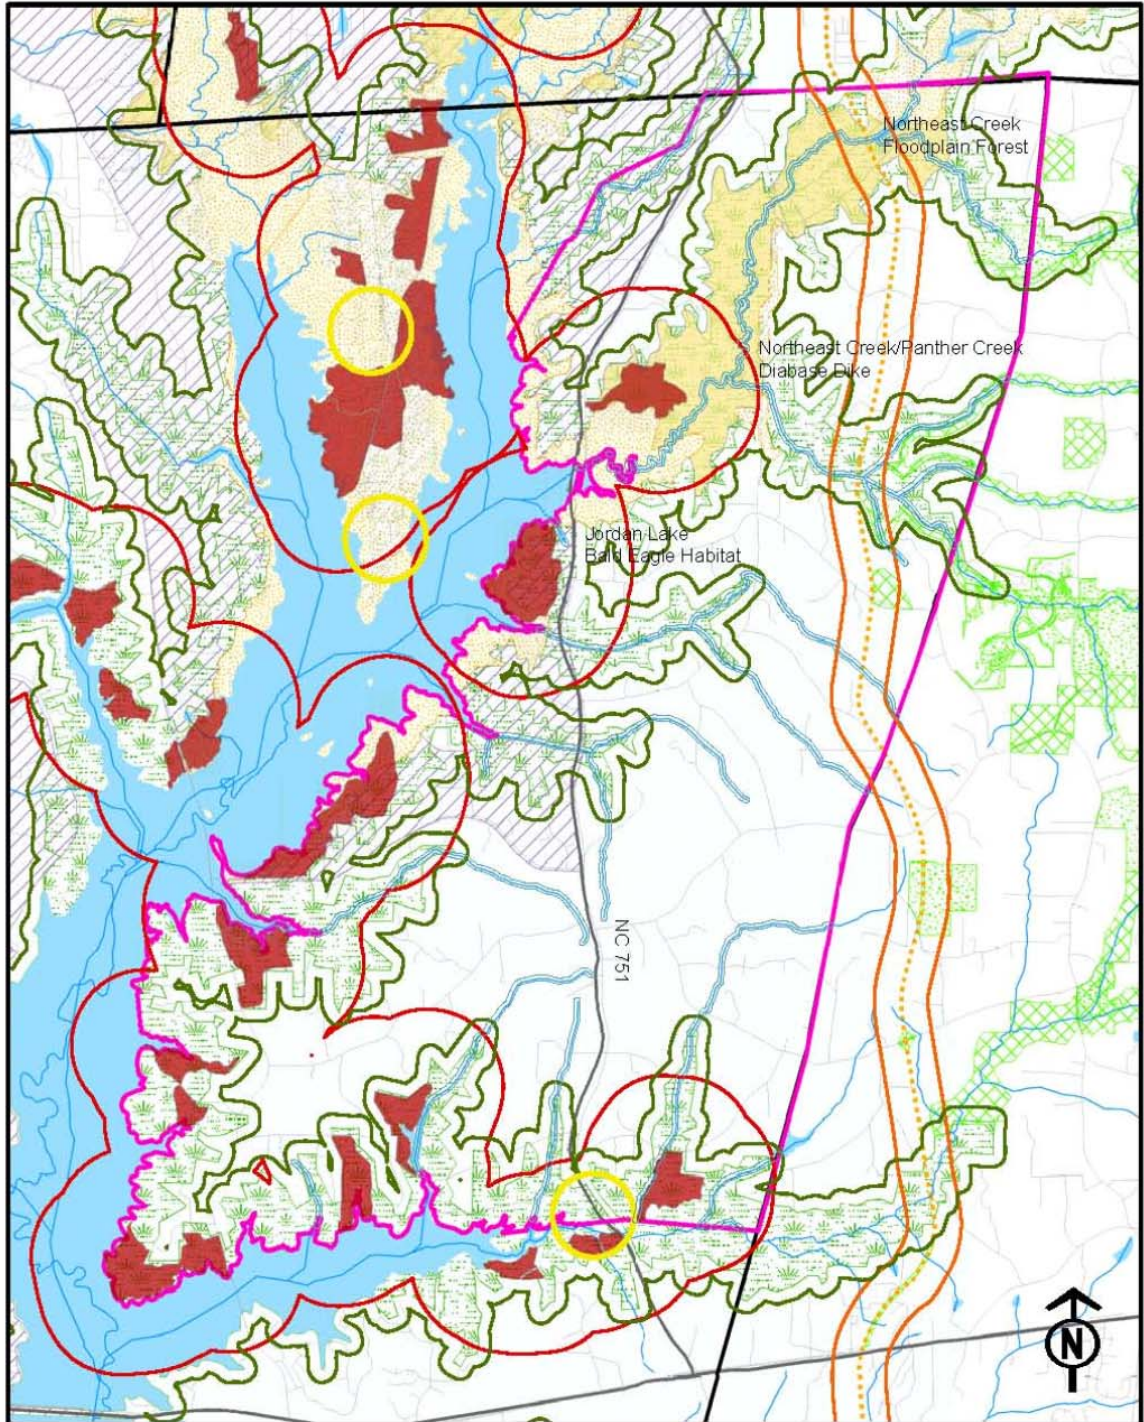 Northeast Creek
Floodplain Forest
Northeast Creek/Panther Creek
Diabase Dike
Jordan Lake
Bald Eagle Habitat
NC 751
N